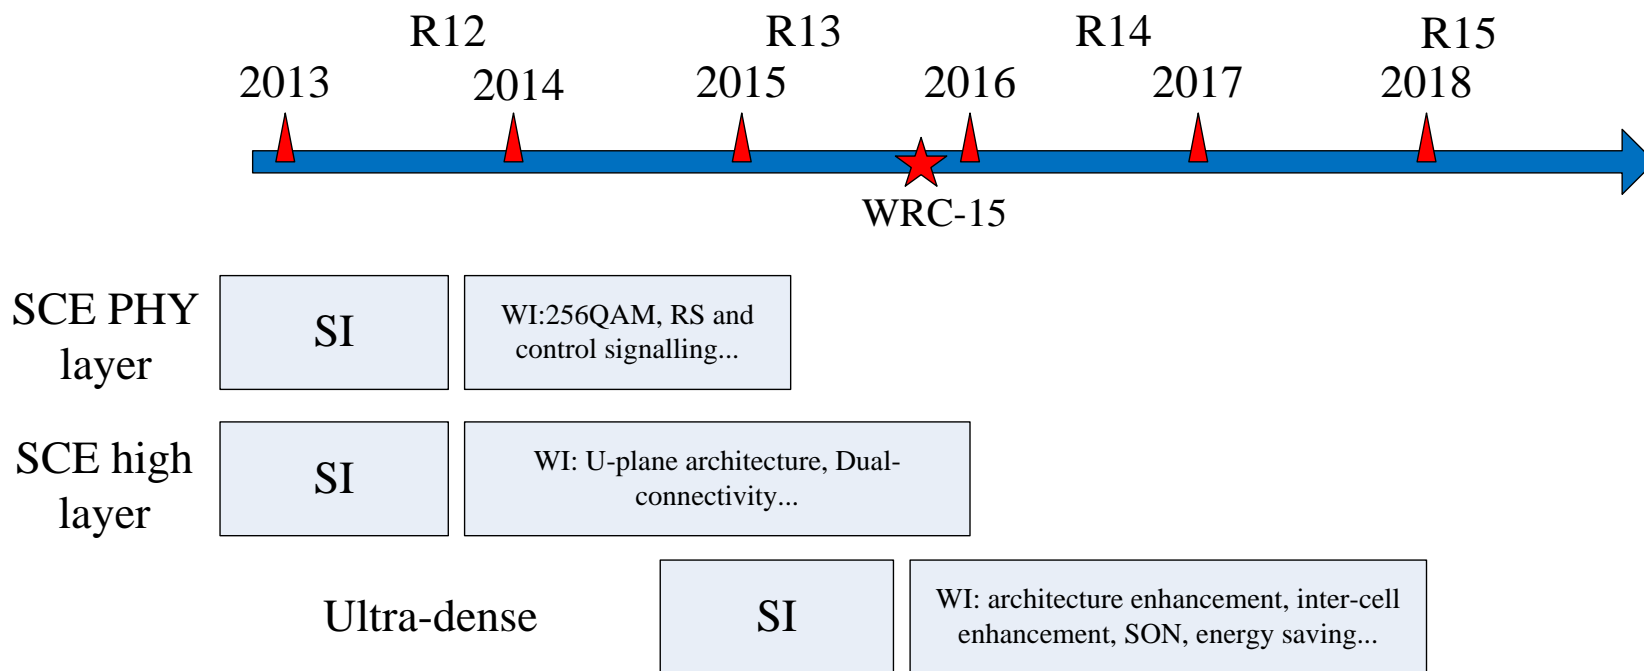 R12 R13 R14 R15
2013 2014 2015 2016 2017 2018
WRC-15
SCE PHY
layer
SI
WI:256QAM, RS and
control signalling...
SCE high
layer
SI
WI: U-plane architecture, Dual-
connectivity...
Ultra-dense
SI
WI: architecture enhancement, inter-cell
enhancement, SON, energy saving...